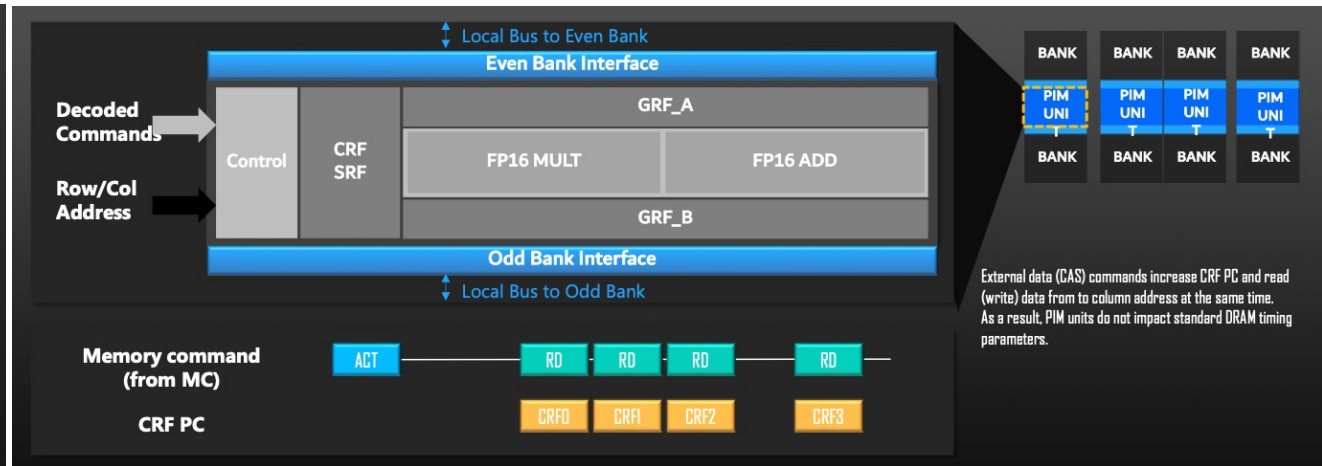 Local Bus to Even Bank
Even Bank Interface
Decoded
Commands
Row/Col
Address
Control
CRF
SRF
GRF_A
FP16 MULT
FP16 ADD
GRF_B
Odd Bank Interface
Local Bus to Odd Bank
BANK
BANK
BANK
BANK
PIM
UNI
T
PIM
UNI
T
PIM
UNI
T
PIM
UNI
T
BANK
BANK
BANK
BANK
External data (CAS) commands increase CRF PC and read
(write) data from to column address at the same time.
As a result, PIM units do not impact standard DRAM timing
parameters.
Memory command
(from MC)
ACT
RD
RD
RD
RD
CRF PC
CRF0
CRF1
CRF2
CRF3